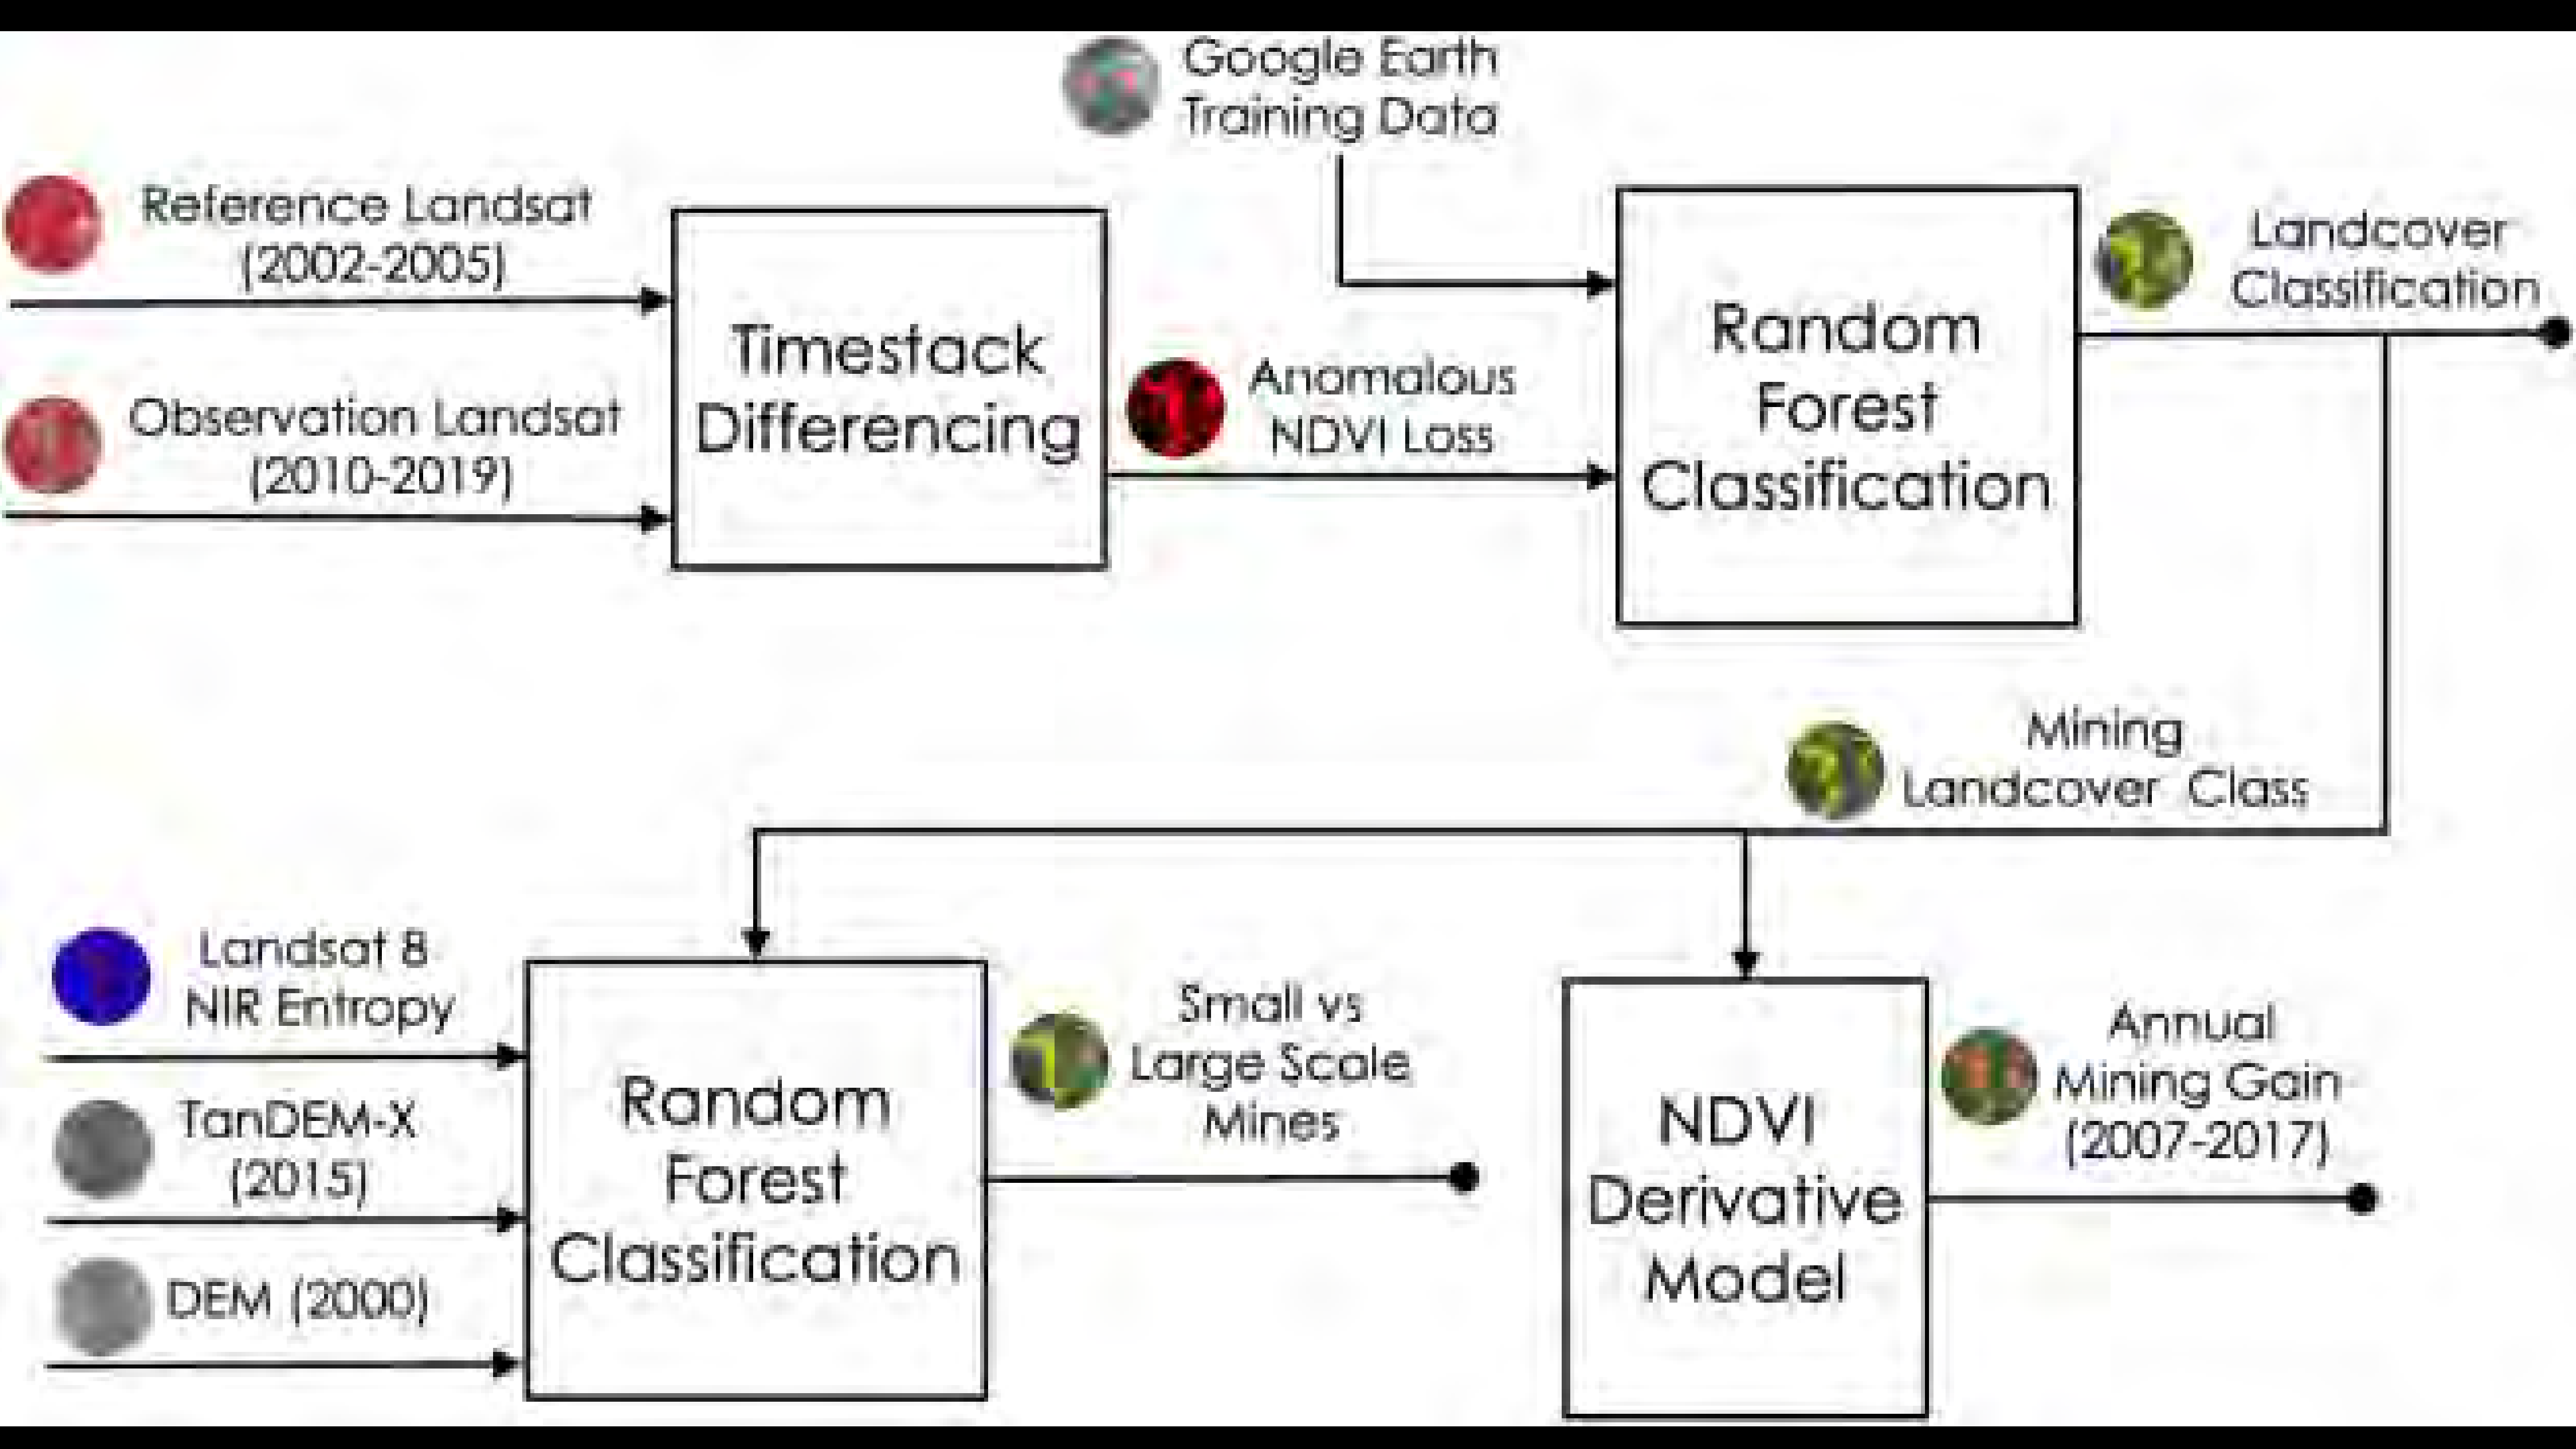 Google Earth
Training Data
Reference Landsat
(2002-2005)
Observation Landsat
(2010-2019)
Timestack
Differencing
Anomalous
NDVI Loss
Random
Forest
Classification
Landcover
Classification
Mining
Landcover Class
Landsat 8
NIR Entropy
TanDEM-X
(2015)
DEM (2000)
Random
Forest
Classification
Small vs
Large Scale
Mines
NDVI
Derivative
Model
Annual
Mining Gain
(2007-2017)